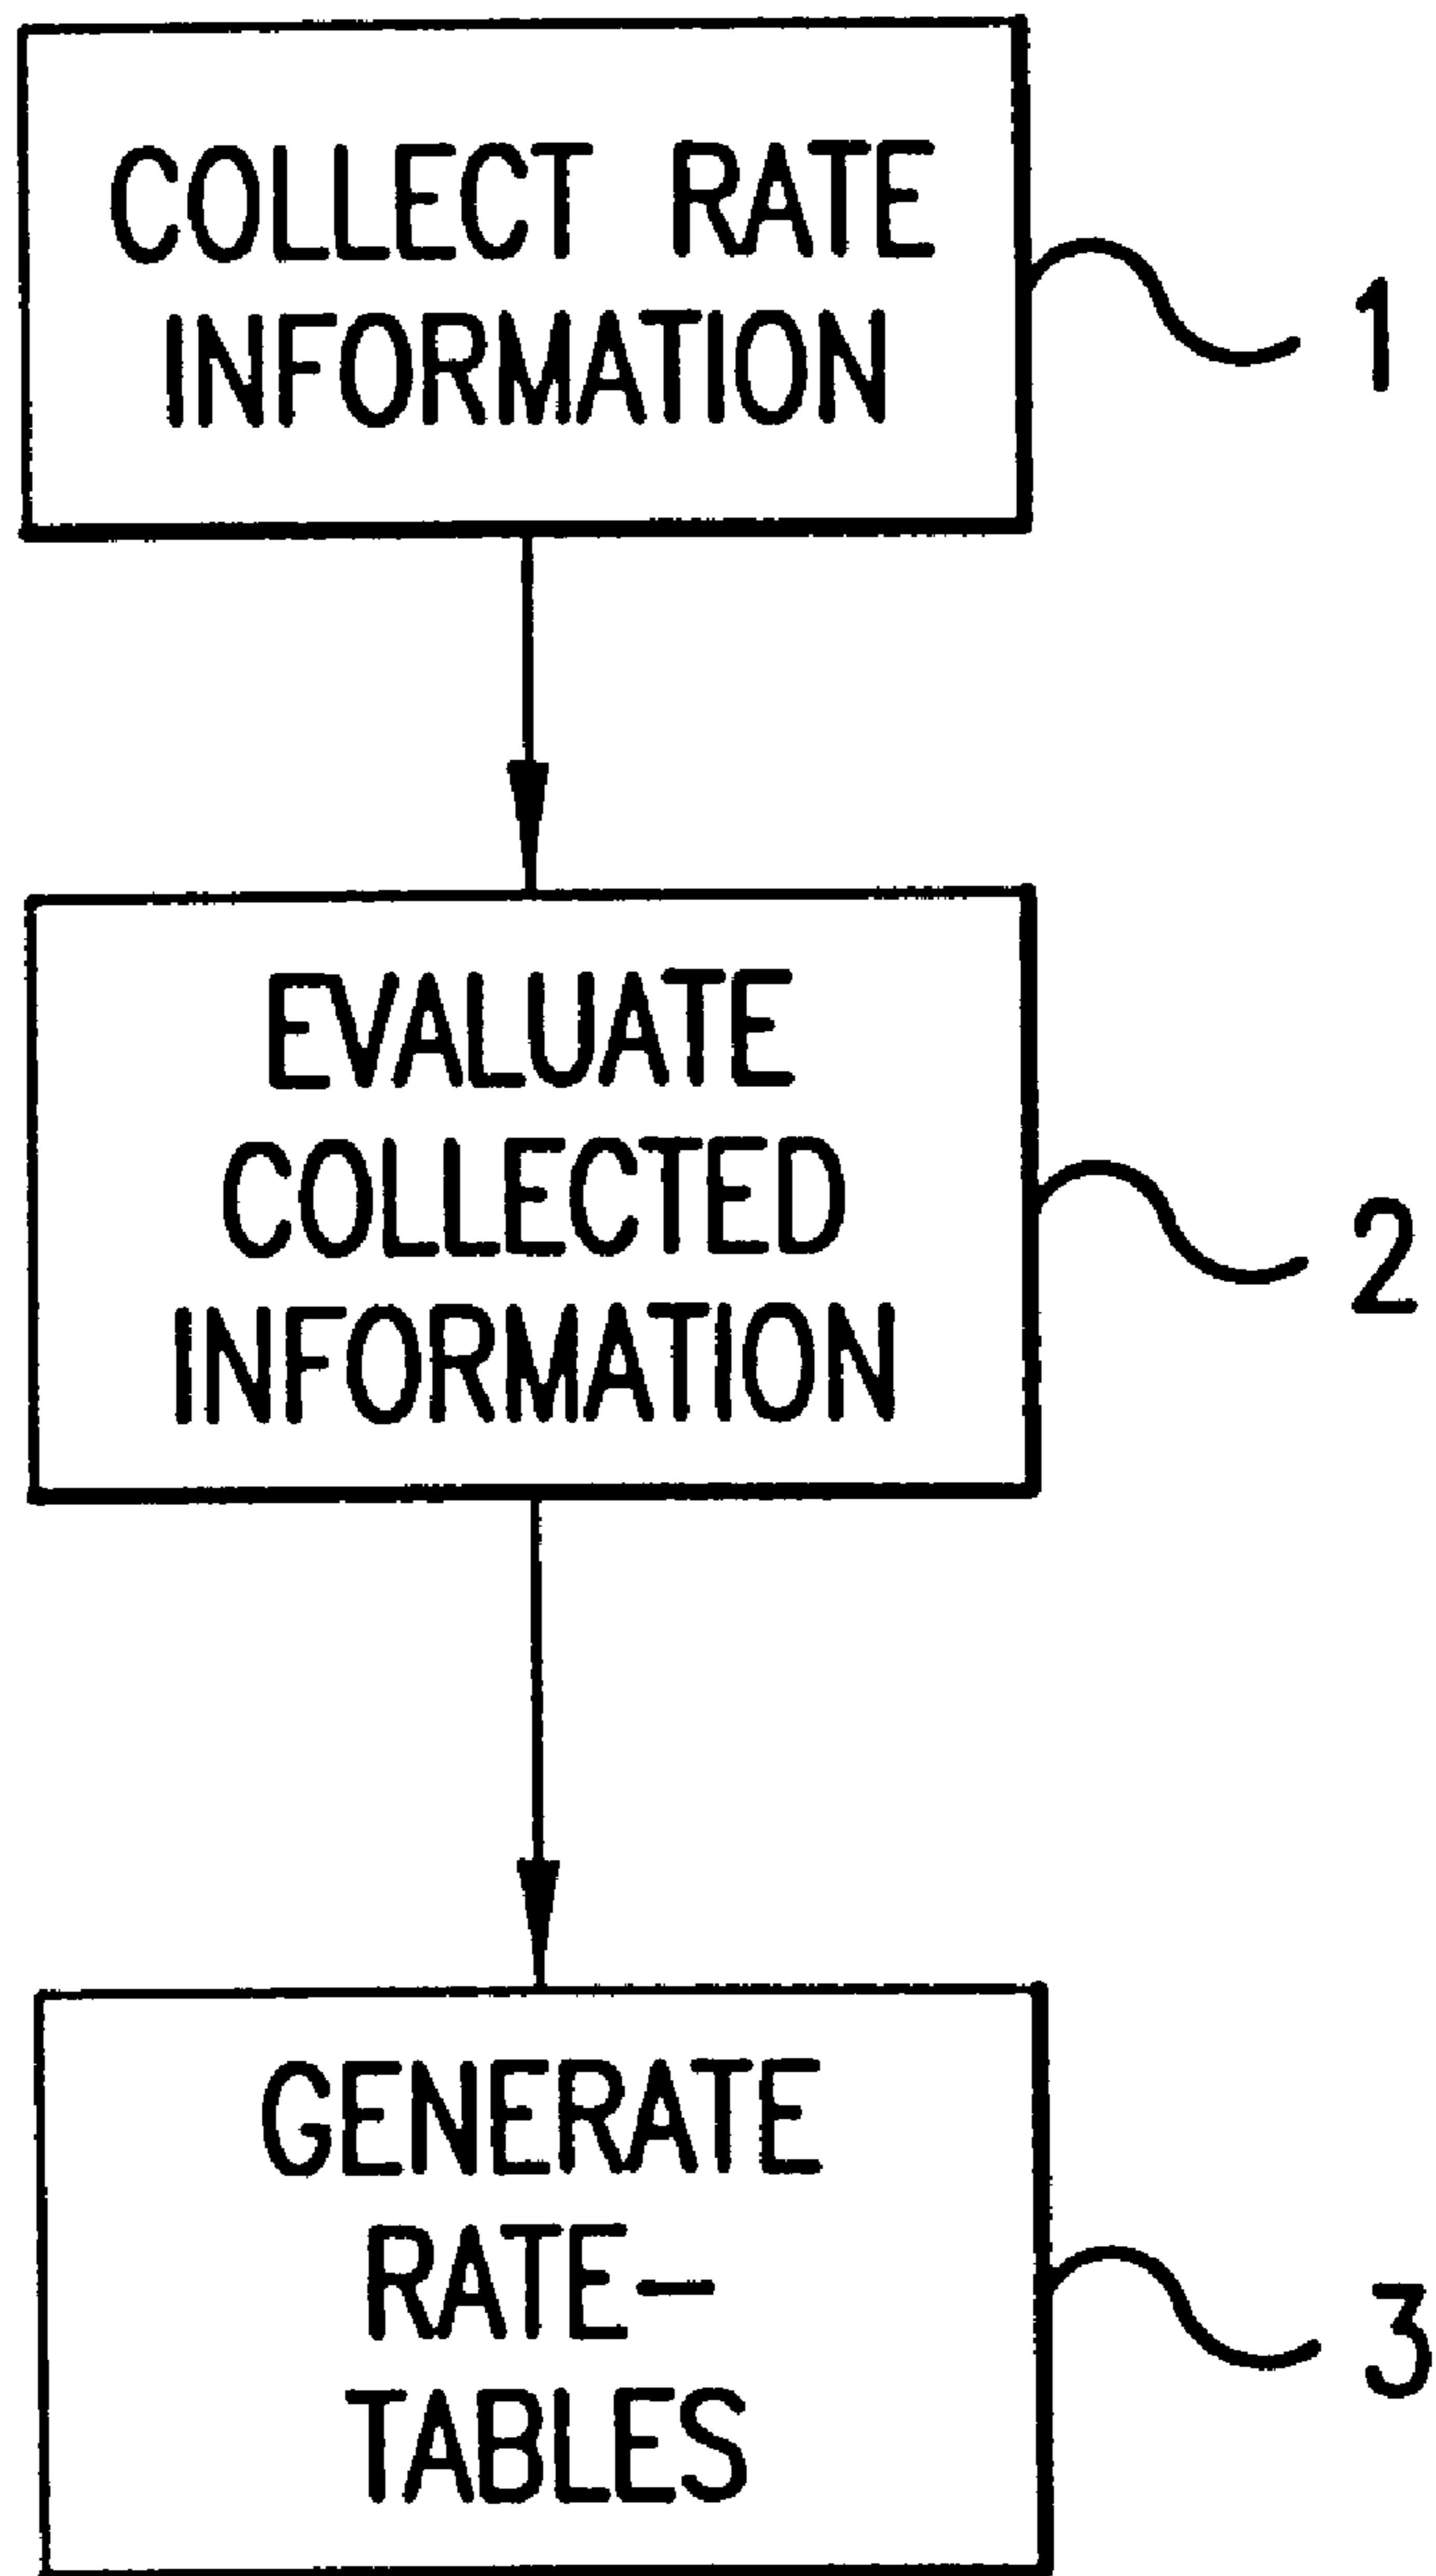 COLLECT RATE
INFORMATION
1
EVALUATE
COLLECTED
INFORMATION
2
GENERATE
RATE-
TABLES
3